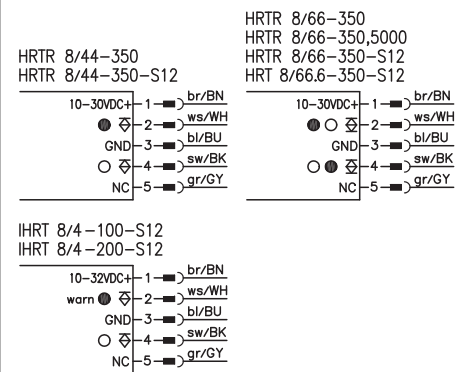 HRTR 8/44-350
HRTR 8/44-350-S12
10-30VDC+ 1 br/BN
2 ws/WH
GND 3 bl/BU
4 sw/BK
NC 5 gr/GY
HRTR 8/66-350
HRTR 8/66-350,5000
HRTR 8/66-350-S12
HRT 8/66.6-350-S12
10-30VDC+ 1 br/BN
2 ws/WH
GND 3 bl/BU
4 sw/BK
NC 5 gr/GY
IHRT 8/4-100-S12
IHRT 8/4-200-S12
10-32VDC+ 1 br/BN
warn 2 ws/WH
GND 3 bl/BU
4 sw/BK
NC 5 gr/GY